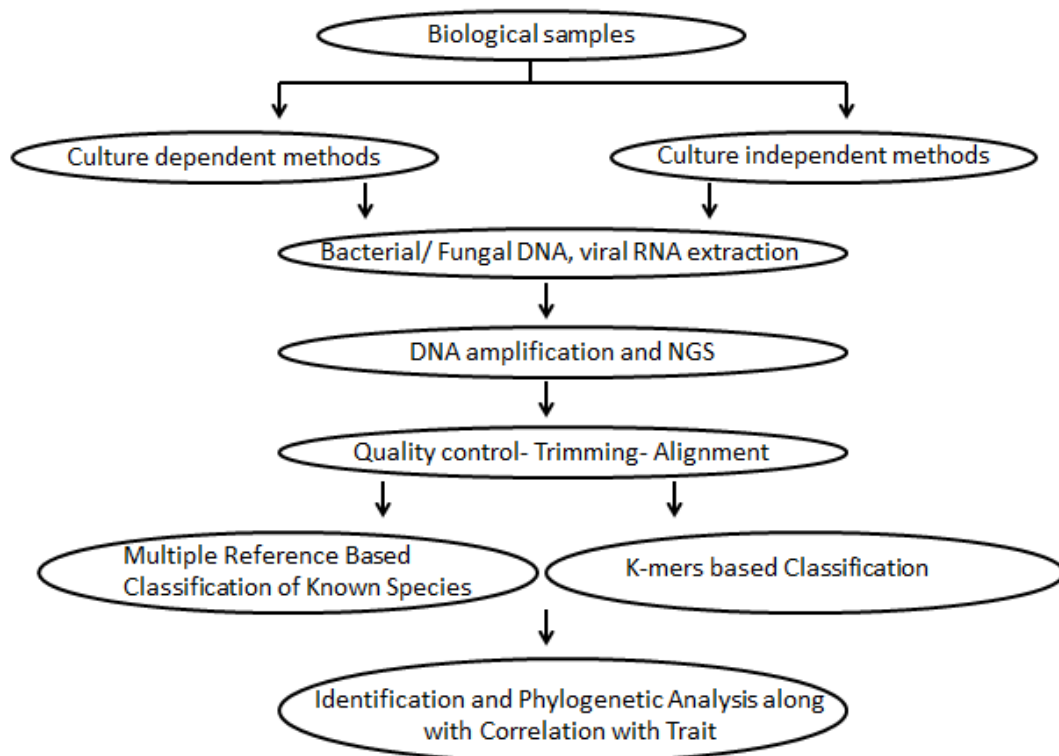 Biological samples
Culture dependent methods
Culture independent methods
Bacterial/ Fungal DNA, viral RNA extraction
DNA amplification and NGS
Quality control- Trimming- Alignment
Multiple Reference Based
Classification of Known Species
K-mers based Classification
Identification and Phylogenetic Analysis along
with Correlation with Trait